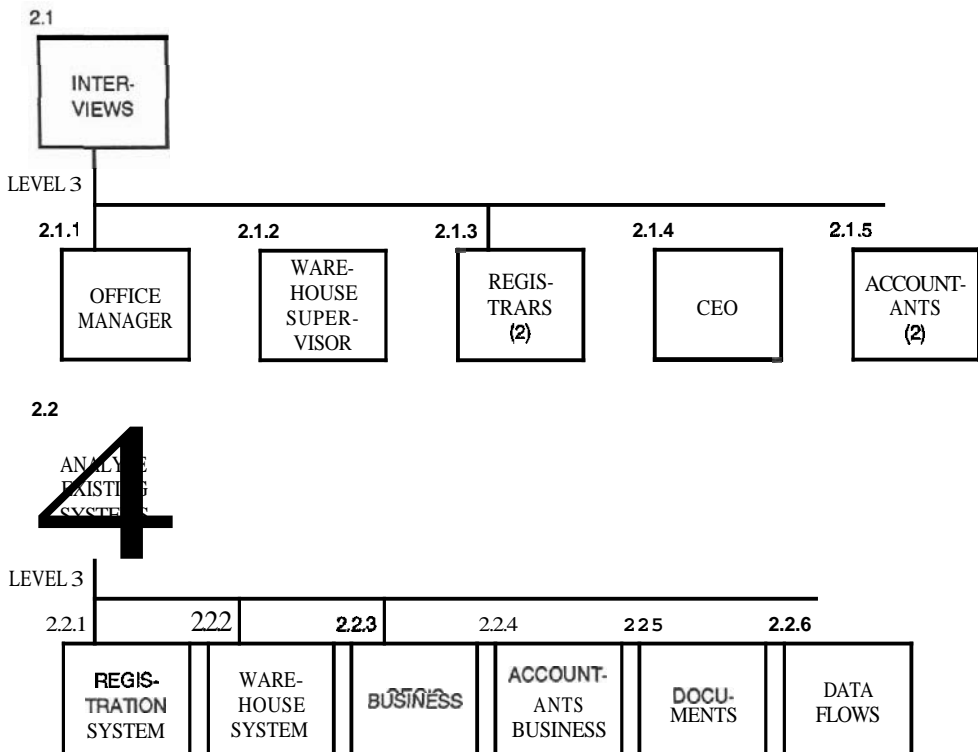 2.1
INTER-
VIEWS
LEVEL 3
2.1.1
2.1.2
2.1.3
2.1.4
2.1.5
OFFICE
MANAGER
WARE-
HOUSE
SUPER-
VISOR
REGIS-
TRARS
(2)
CEO
ACCOUNT-
ANTS
(2)
2.2
4
ANALY E
EXISTI G
SYSTE S
LEVEL 3
2.2.1
222
2.2.3
2.2.4
225
2.2.6
REGIS-
TRATION
SYSTEM
WARE-
HOUSE
SYSTEM
BUSINESS
ACCOUNT-
ANTS
BUSINESS
DOCU-
MENTS
DATA
FLOWS